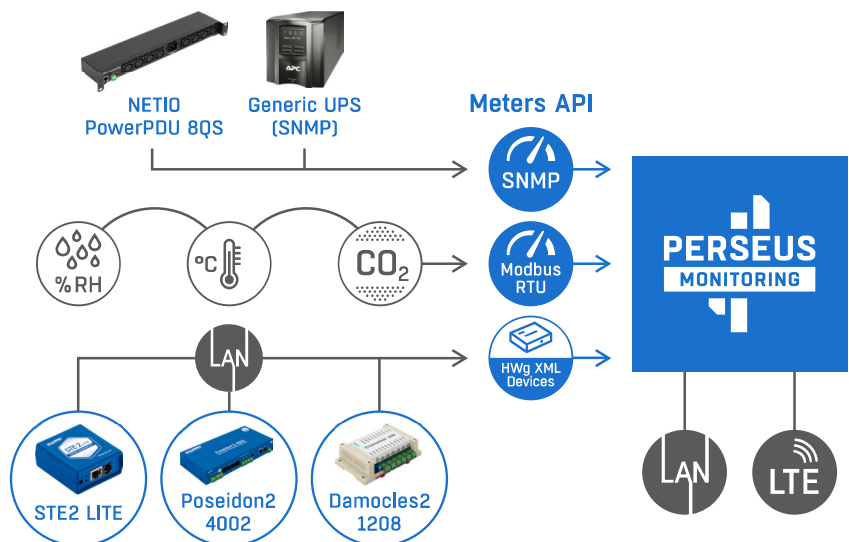 APC
NETIO
PowerPDU 8QS
Generic UPS
(SNMP)
Meters API
SNMP
%RH
°C
CO₂
Modbus
RTU
PERSEUS
MONITORING
LAN
HWg XML
Devices
STE2 LITE
Poseidon2
4002
Damocles2
1208
LAN
LTE